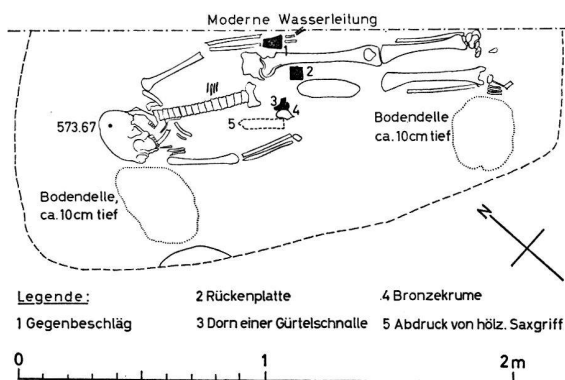 Moderne Wasserleitung
1
2
3
4
5
573.67
Bodendelle
ca.10cm tief
Bodendelle,
ca.10cm tief
N
Legende:
2 Rückenplatte
4 Bronzekrume
1 Gegenbeschläg
3 Dorn einer Gürtelschnalle
5 Abdruck von hölz. Saxgriff
0
1
2m